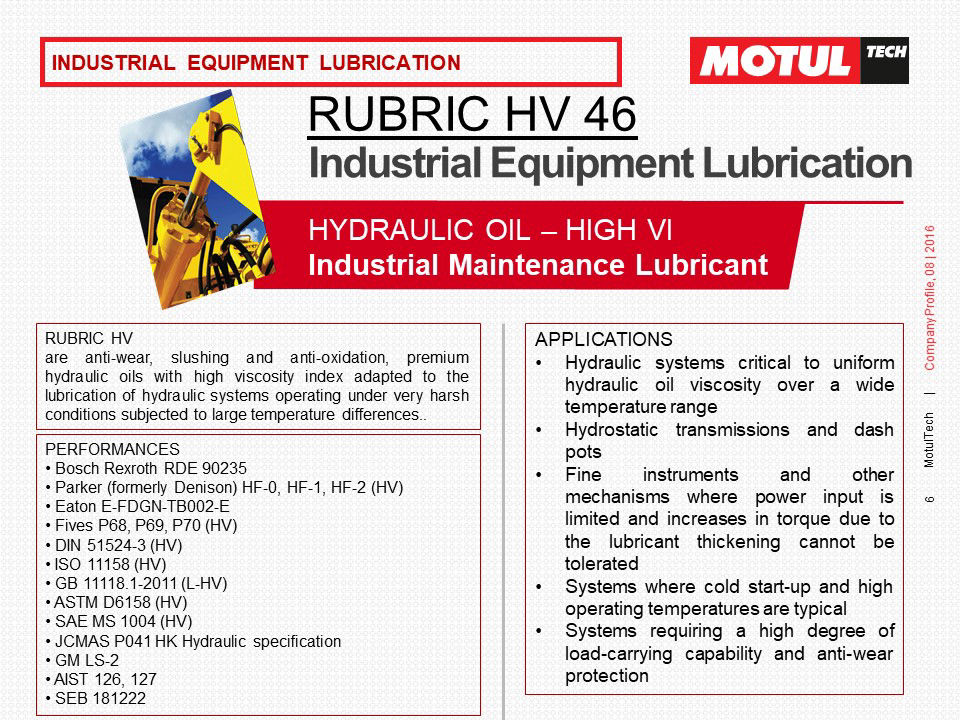 INDUSTRIAL EQUIPMENT LUBRICATION
MOTUL TECH
RUBRIC HV 46
Industrial Equipment Lubrication
HYDRAULIC OIL – HIGH VI
Industrial Maintenance Lubricant
RUBRIC HV
are anti-wear, slushing and anti-oxidation, premium
hydraulic oils with high viscosity index adapted to the
lubrication of hydraulic systems operating under very harsh
conditions subjected to large temperature differences..
PERFORMANCES
• Bosch Rexroth RDE 90235
• Parker (formerly Denison) HF-0, HF-1, HF-2 (HV)
• Eaton E-FDGN-TB002-E
• Fives P68, P69, P70 (HV)
• DIN 51524-3 (HV)
• ISO 11158 (HV)
• GB 11118.1-2011 (L-HV)
• ASTM D6158 (HV)
• SAE MS 1004 (HV)
• JCMAS P041 HK Hydraulic specification
• GM LS-2
• AIST 126, 127
• SEB 181222
APPLICATIONS
• Hydraulic systems critical to uniform
hydraulic oil viscosity over a wide
temperature range
• Hydrostatic transmissions and dash
pots
• Fine instruments and other
mechanisms where power input is
limited and increases in torque due to
the lubricant thickening cannot be
tolerated
• Systems where cold start-up and high
operating temperatures are typical
• Systems requiring a high degree of
load-carrying capability and anti-wear
protection
6 MotulTech | Company Profile, 08 | 2016